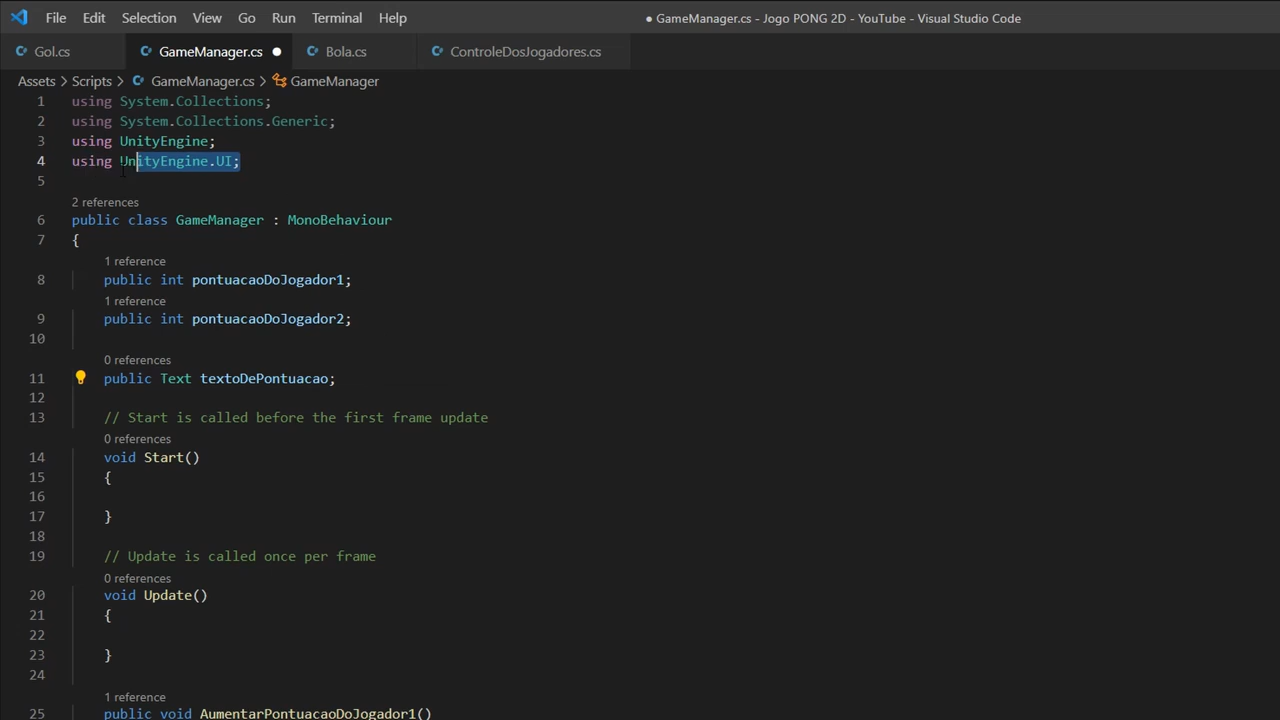 File Edit Selection View Go Run Terminal Help ● GameManager.cs - Jogo PONG 2D - YouTube - Visual Studio Code
Gol.cs GameManager.cs ● Bola.cs ControleDosJogadores.cs
Assets > Scripts > GameManager.cs > GameManager
1 using System.Collections;
2 using System.Collections.Generic;
3 using UnityEngine;
4 using UnityEngine.UI;
5
2 references
6 public class GameManager : MonoBehaviour
7 {
1 reference
8 public int pontuacaoDoJogador1;
1 reference
9 public int pontuacaoDoJogador2;
10
0 references
11 public Text textoDePontuacao;
12
13 // Start is called before the first frame update
0 references
14 void Start()
15 {
16
17 }
18
19 // Update is called once per frame
0 references
20 void Update()
21 {
22
23 }
24
1 reference
25 public void AumentarPontuacaoDoJogador1()